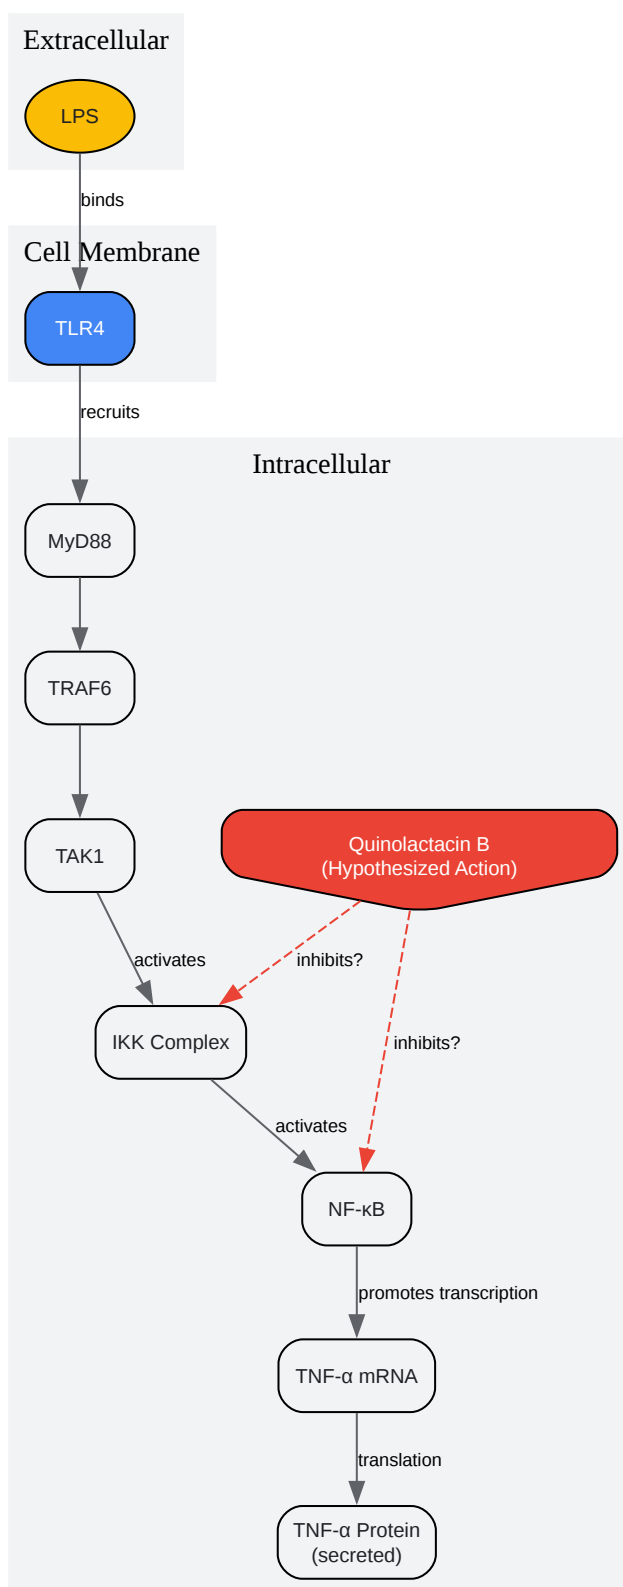 Extracellular
LPS
binds
Cell Membrane
TLR4
recruits
Intracellular
MyD88
TRAF6
TAK1
Quinolactacin B
(Hypothesized Action)
activates
inhibits?
IKK Complex
inhibits?
activates
NF-κB
promotes transcription
TNF-α mRNA
translation
TNF-α Protein
(secreted)